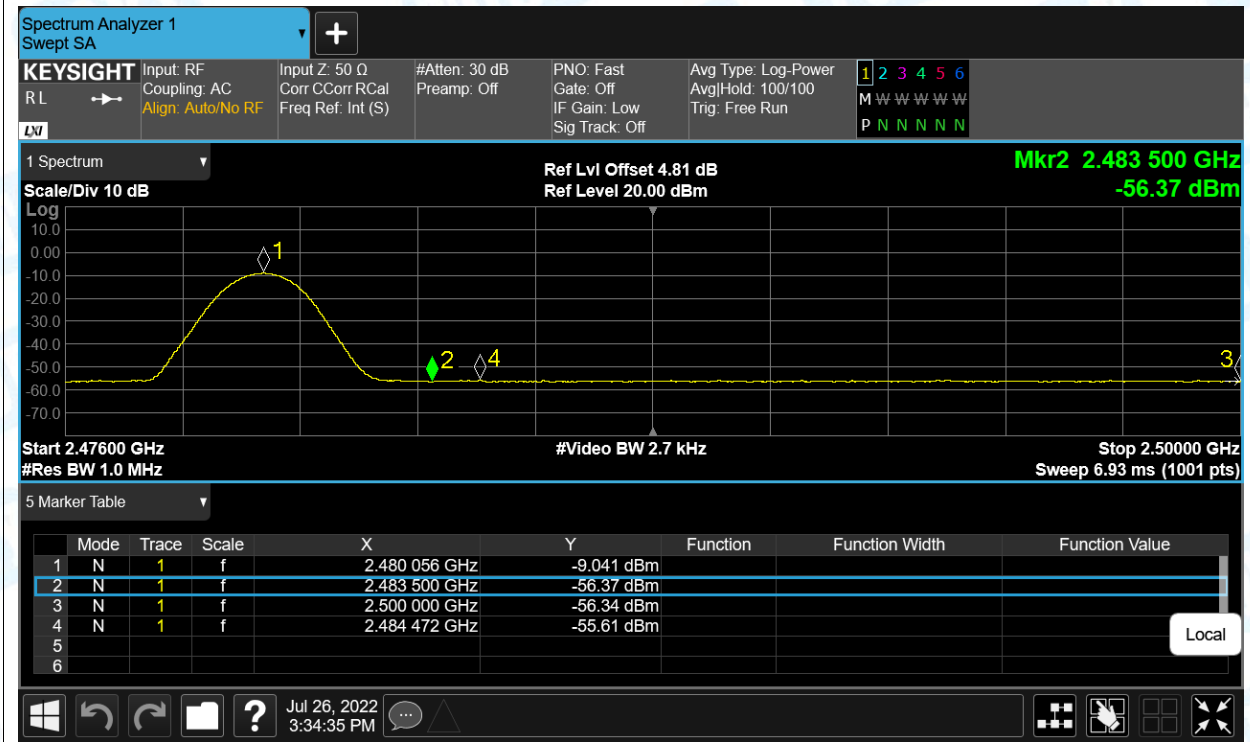 Spectrum Analyzer 1
Swept SA
+
KEYSIGHT Input: RF Input Z: 50 Ω #Atten: 30 dB PNO: Fast Avg Type: Log-Power 1 2 3 4 5 6
R L Coupling: AC Corr CCorr RCal Preamp: Off Gate: Off Avg|Hold: 100/100 M W W W W W
Align: Auto/No RF Freq Ref: Int (S) IF Gain: Low Trig: Free Run
LXI Sig Track: Off P N N N N N
1 Spectrum Ref Lvl Offset 4.81 dB Mkr2 2.483 500 GHz
Scale/Div 10 dB Ref Level 20.00 dBm -56.37 dBm
Log
10.0
0.00 1
-10.0
-20.0
-30.0
-40.0
-50.0 2 4 3
-60.0
-70.0
Start 2.47600 GHz #Video BW 2.7 kHz Stop 2.50000 GHz
#Res BW 1.0 MHz Sweep 6.93 ms (1001 pts)
5 Marker Table
Mode Trace Scale X Y Function Function Width Function Value
1 N 1 f 2.480 056 GHz -9.041 dBm
2 N 1 f 2.483 500 GHz -56.37 dBm
3 N 1 f 2.500 000 GHz -56.34 dBm
4 N 1 f 2.484 472 GHz -55.61 dBm
5
6
Local
? Jul 26, 2022
3:34:35 PM